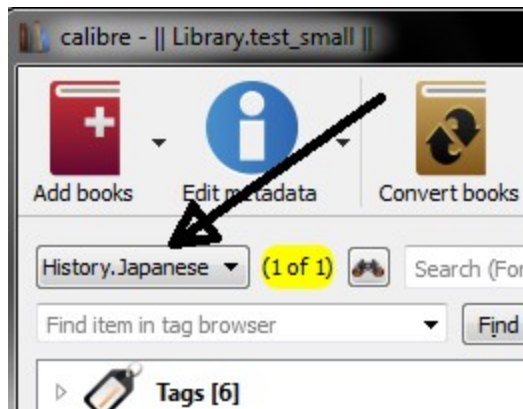 calibre - || Library.test_small ||
Add books
Edit metadata
Convert books
History.Japanese (1 of 1) Search (For
Find item in tag browser Find
Tags [6]